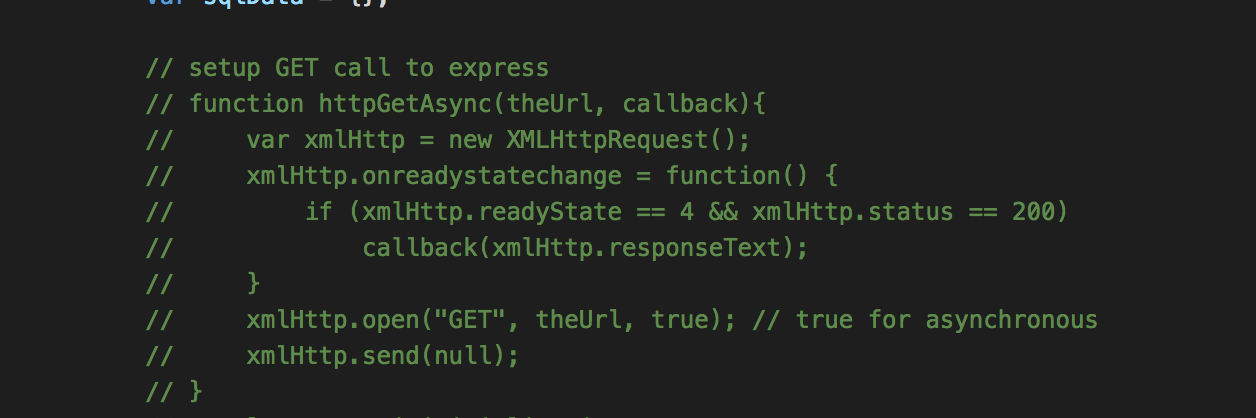 var sqlData = {};
// setup GET call to express
// function httpGetAsync(theUrl, callback){
//     var xmlHttp = new XMLHttpRequest();
//     xmlHttp.onreadystatechange = function() {
//         if (xmlHttp.readyState == 4 && xmlHttp.status == 200)
//             callback(xmlHttp.responseText);
//     }
//     xmlHttp.open("GET", theUrl, true); // true for asynchronous
//     xmlHttp.send(null);
// }